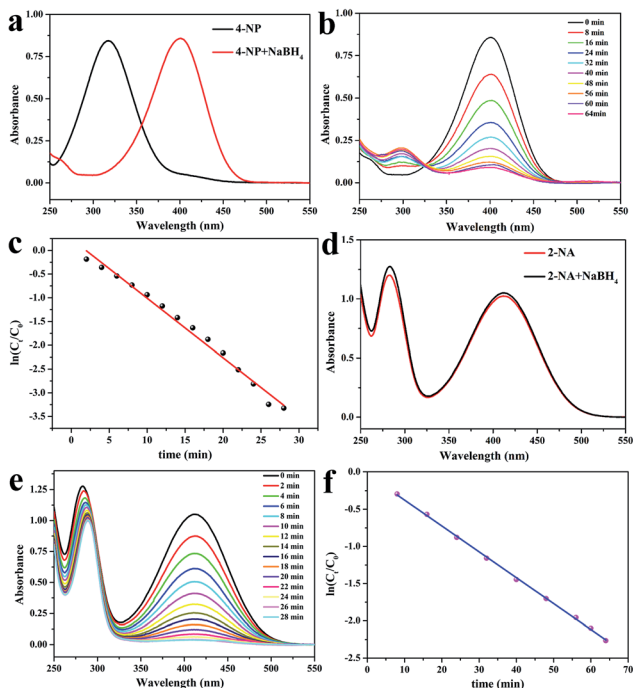 a
4-NP
4-NP+NaBH4
0.75
0.50
0.25
0.00
Absorbance
250 300 350 400 450 500 550
Wavelength (nm)
b
0 min
8 min
16 min
24 min
32 min
40 min
48 min
56 min
60 min
64min
1.00
0.75
0.50
0.25
0.00
Absorbance
250 300 350 400 450 500 550
Wavelength (nm)
c
0.0
-0.5
-1.0
-1.5
-2.0
-2.5
-3.0
-3.5
ln(Ct/C0)
0 5 10 15 20 25 30
time (min)
d
2-NA
2-NA+NaBH4
1.5
1.0
0.5
0.0
Absorbance
250 300 350 400 450 500 550
Wavelength (nm)
e
0 min
2 min
4 min
6 min
8 min
10 min
12 min
14 min
16 min
18 min
20 min
22 min
24 min
26 min
28 min
1.25
1.00
0.75
0.50
0.25
0.00
Absorbance
250 300 350 400 450 500 550
Wavelength (nm)
f
0.0
-0.5
-1.0
-1.5
-2.0
-2.5
ln(Ct/C0)
0 10 20 30 40 50 60 70
time (min)